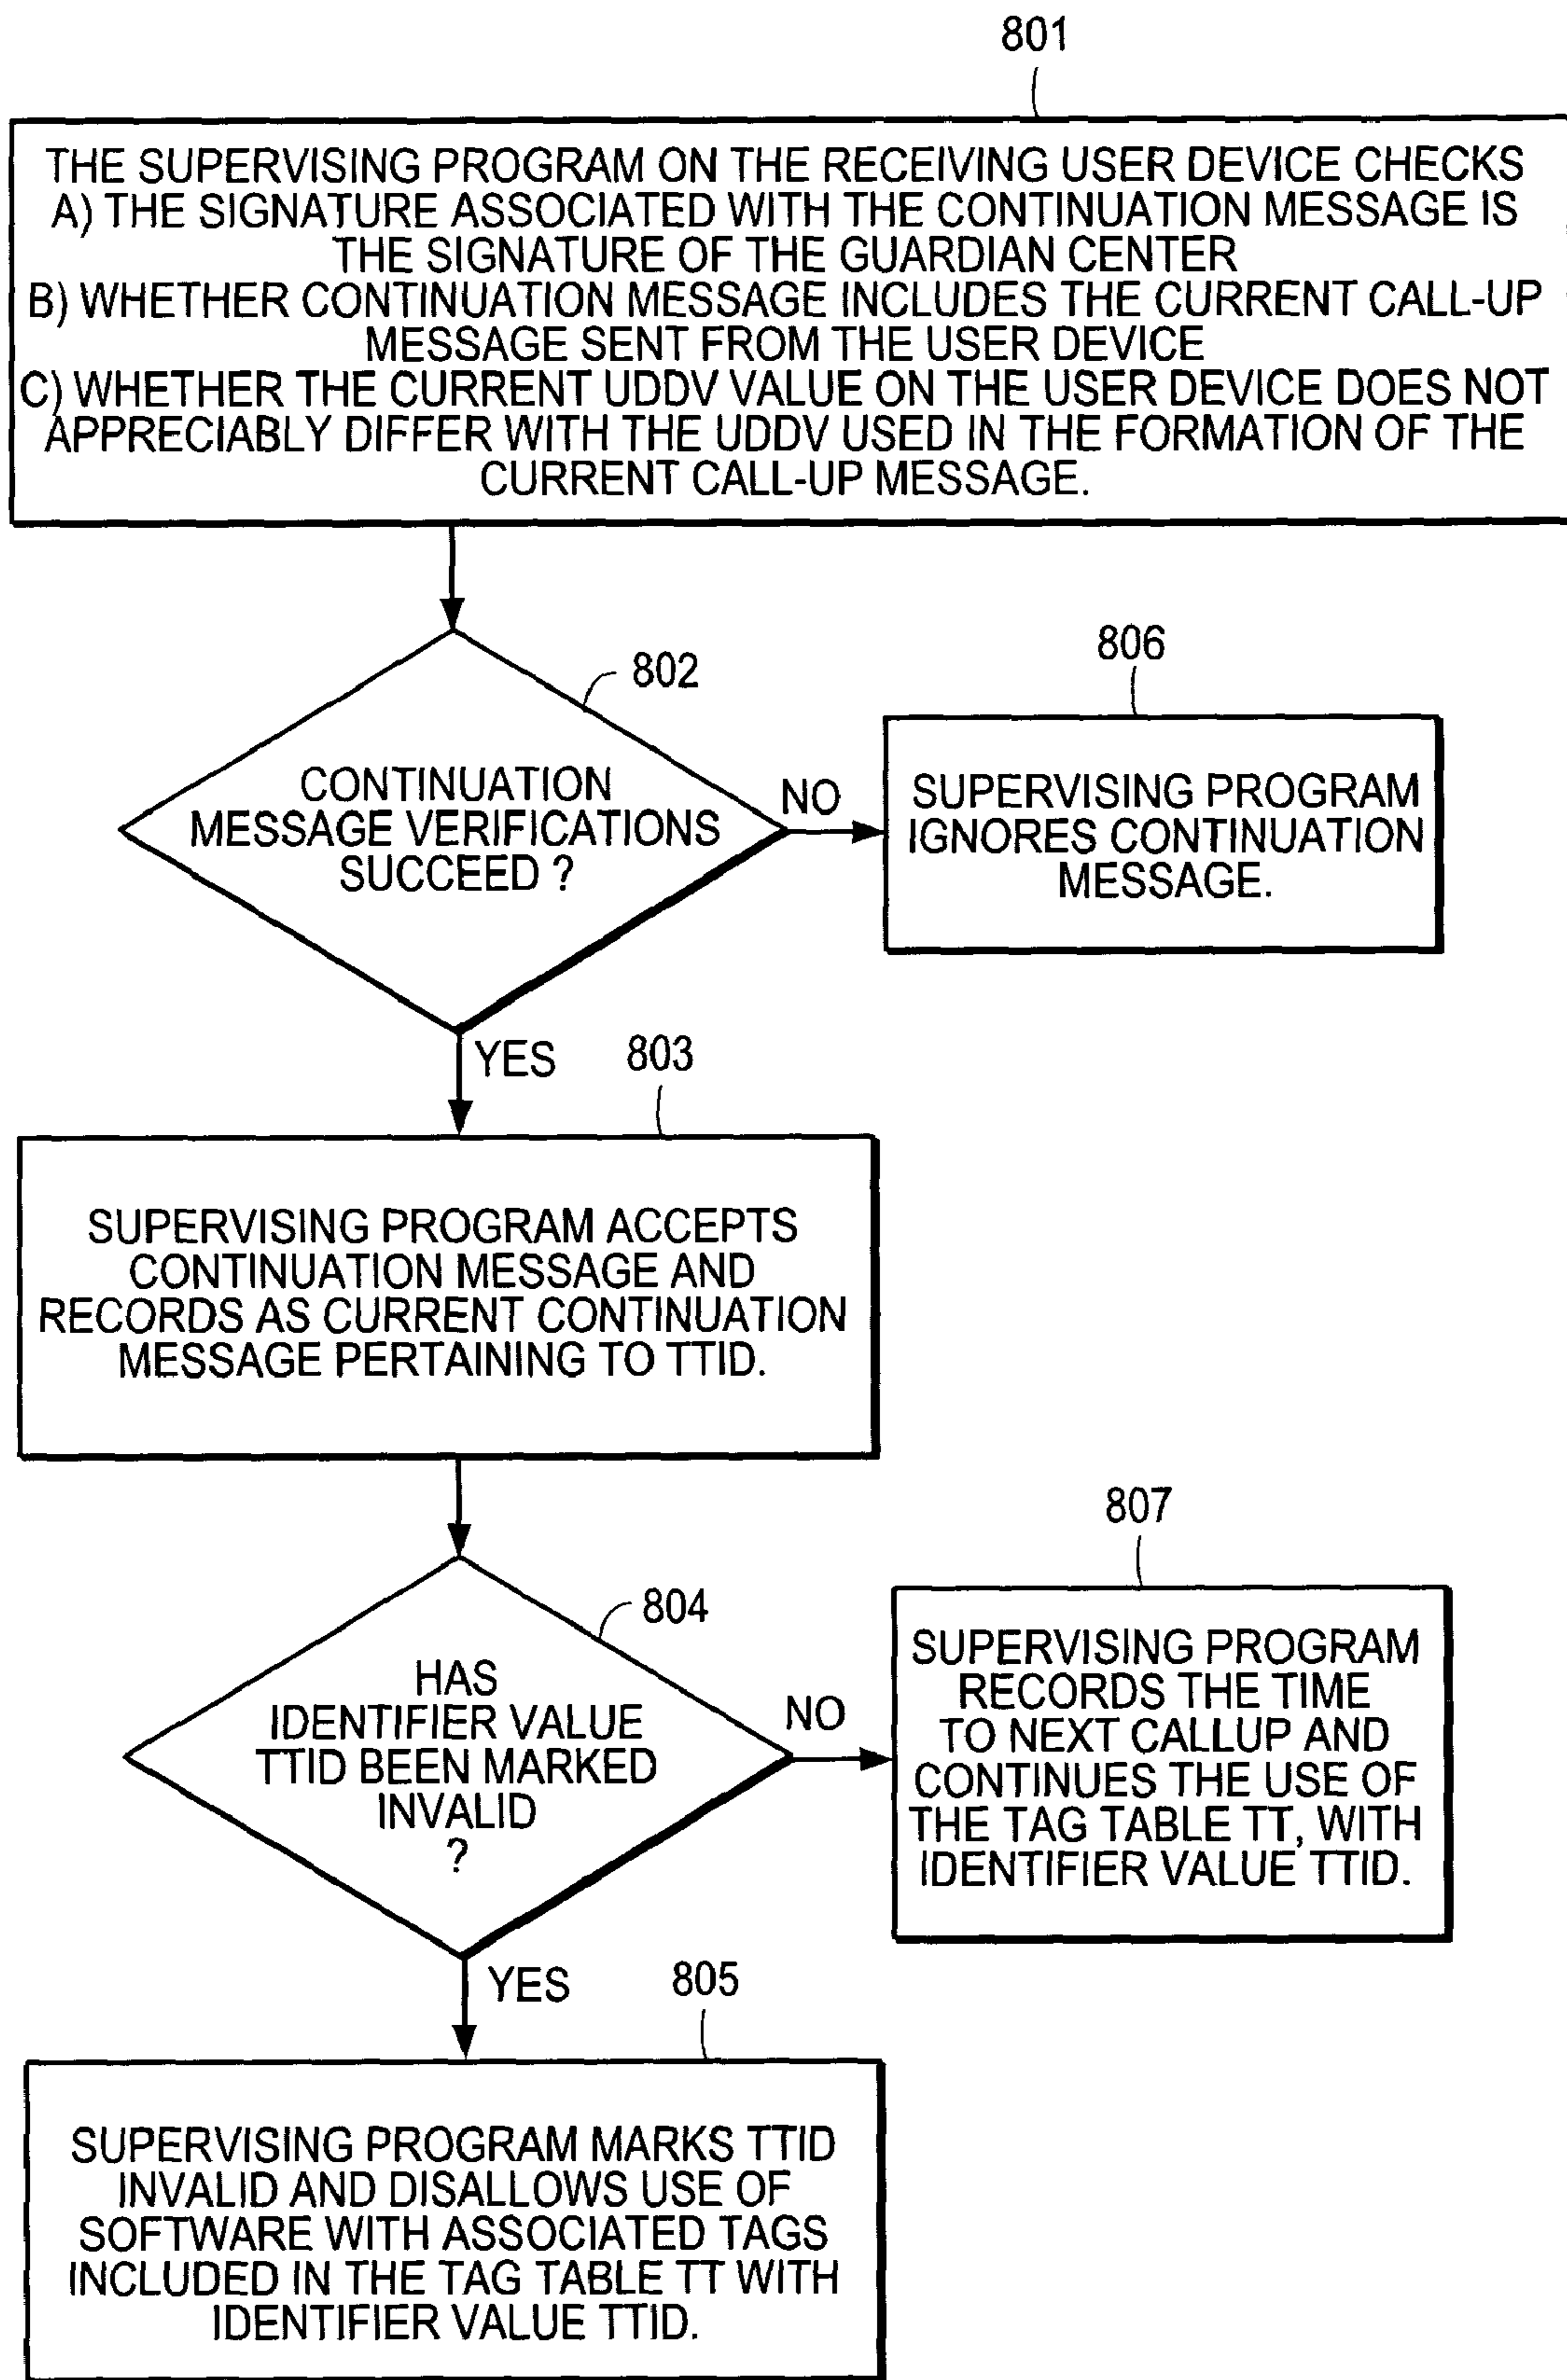 801
THE SUPERVISING PROGRAM ON THE RECEIVING USER DEVICE CHECKS
A) THE SIGNATURE ASSOCIATED WITH THE CONTINUATION MESSAGE IS
THE SIGNATURE OF THE GUARDIAN CENTER
B) WHETHER CONTINUATION MESSAGE INCLUDES THE CURRENT CALL-UP
MESSAGE SENT FROM THE USER DEVICE
C) WHETHER THE CURRENT UDDV VALUE ON THE USER DEVICE DOES NOT
APPRECIABLY DIFFER WITH THE UDDV USED IN THE FORMATION OF THE
CURRENT CALL-UP MESSAGE.
802
CONTINUATION
MESSAGE VERIFICATIONS
SUCCEED ?
NO
806
SUPERVISING PROGRAM
IGNORES CONTINUATION
MESSAGE.
YES
803
SUPERVISING PROGRAM ACCEPTS
CONTINUATION MESSAGE AND
RECORDS AS CURRENT CONTINUATION
MESSAGE PERTAINING TO TTID.
804
HAS
IDENTIFIER VALUE
TTID BEEN MARKED
INVALID
?
NO
807
SUPERVISING PROGRAM
RECORDS THE TIME
TO NEXT CALLUP AND
CONTINUES THE USE OF
THE TAG TABLE TT, WITH
IDENTIFIER VALUE TTID.
YES
805
SUPERVISING PROGRAM MARKS TTID
INVALID AND DISALLOWS USE OF
SOFTWARE WITH ASSOCIATED TAGS
INCLUDED IN THE TAG TABLE TT WITH
IDENTIFIER VALUE TTID.